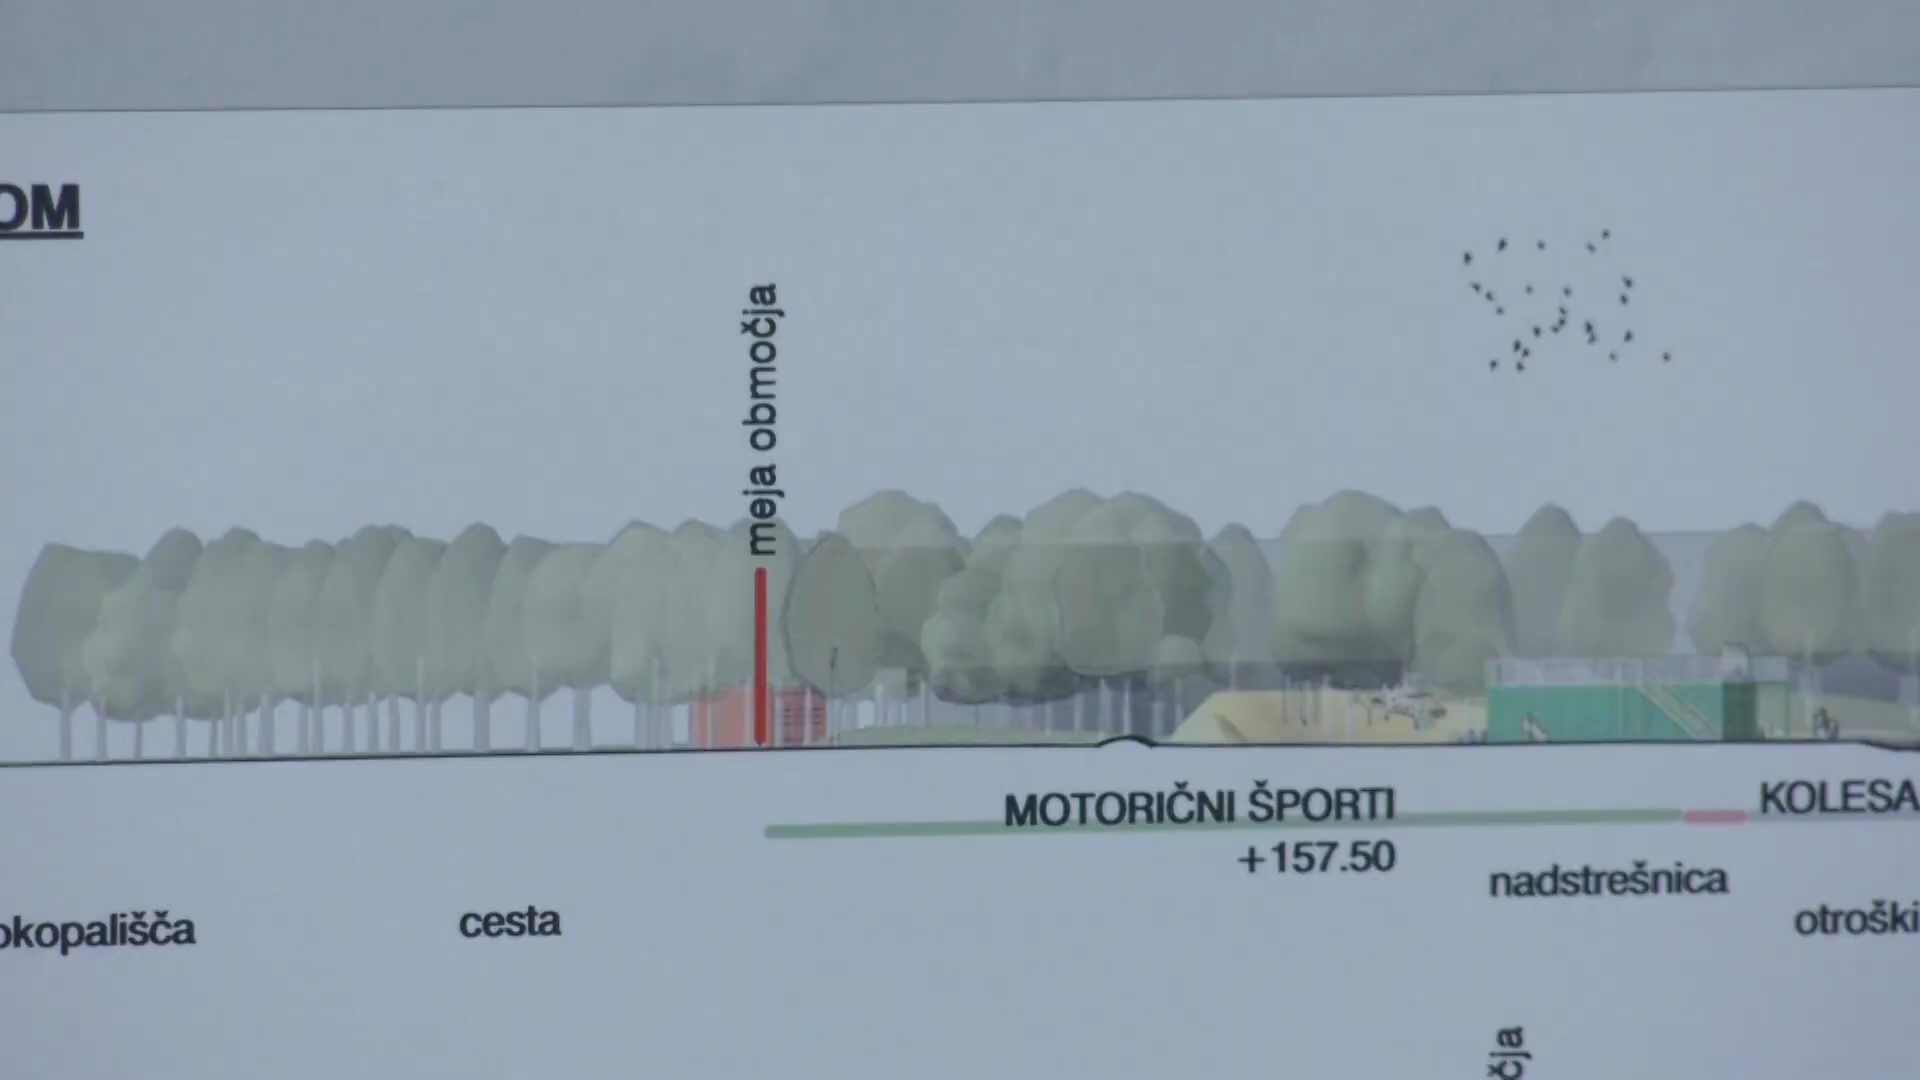 OM
meja območja
MOTORIČNI ŠPORTI
+157.50
KOLESA
nadstrešnica
otroški
okopališča
cesta
čja